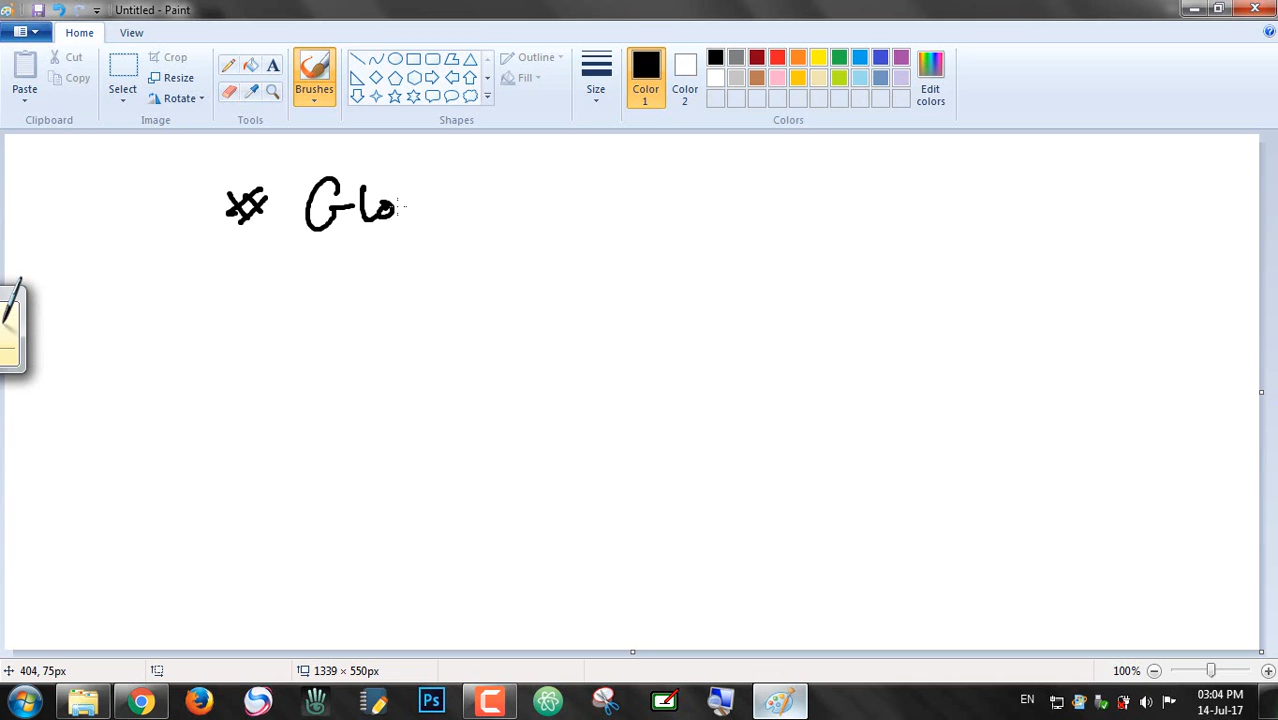 Untitled - Paint
Home View
Paste Cut Copy
Select Crop Resize Rotate
Brushes
Outline Fill
Size
Color 1
Color 2
Edit colors
Clipboard Image Tools Shapes Colors
# Glo
404, 75px 1339 × 550px 100%
Ps
EN
03:04 PM
14-Jul-17